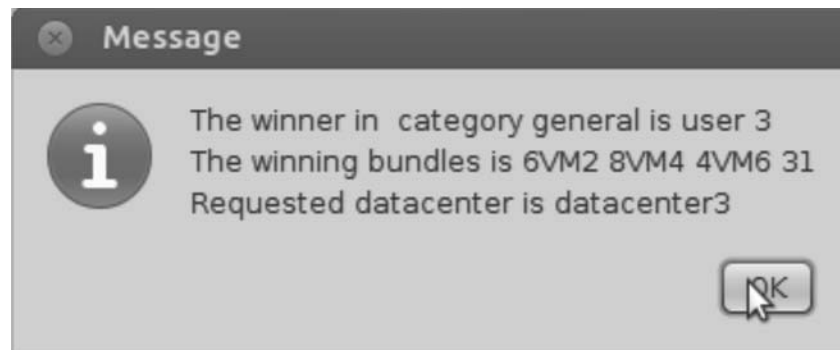 Message
The winner in  category general is user 3
The winning bundles is 6VM2 8VM4 4VM6 31
Requested datacenter is datacenter3
OK